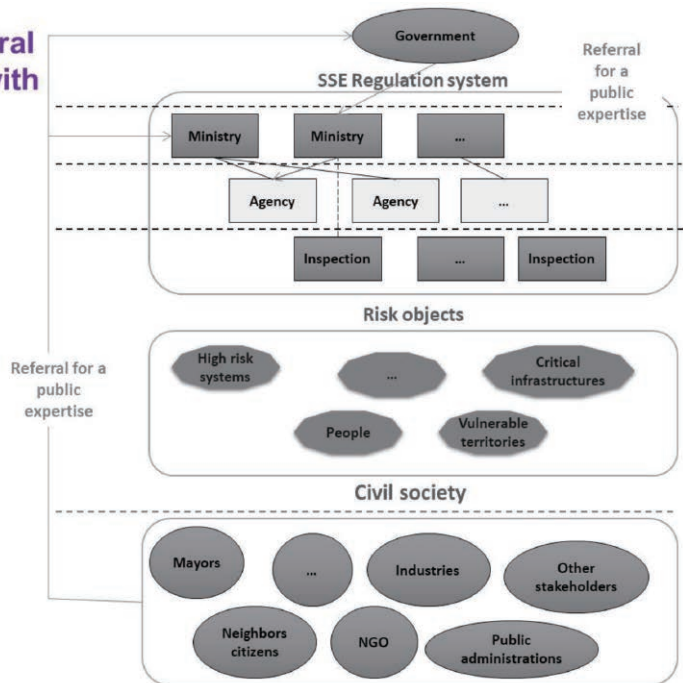 ral
with
Government
Referral
for a
public
expertise
SSE Regulation system
Ministry
Ministry
...
Agency
Agency
...
Inspection
...
Inspection
Risk objects
High risk
systems
...
Critical
infrastructures
People
Vulnerable
territories
Referral for a
public
expertise
Civil society
Mayors
...
Industries
Other
stakeholders
Neighbors
citizens
NGO
Public
administrations